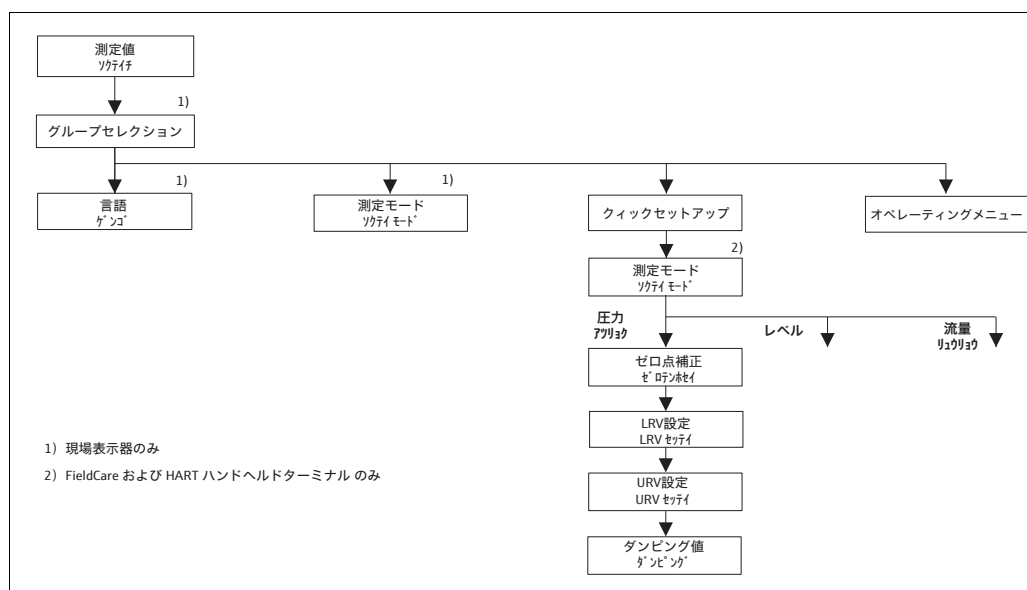 測定値
ｿｸﾃｲﾁ
1)
グループセレクション
1)
言語
ｹﾞﾝｺﾞ
1)
測定モード
ｿｸﾃｲ ﾓｰﾄﾞ
クィックセットアップ
オペレーティングメニュー
2)
測定モード
ｿｸﾃｲ ﾓｰﾄﾞ
圧力
ｱﾂﾘｮｸ
レベル
流量
ﾘｭｳﾘｮｳ
ゼロ点補正
ｾﾞﾛﾃﾝﾎｾｲ
LRV設定
LRV ｾｯﾃｲ
URV設定
URV ｾｯﾃｲ
ダンピング値
ﾀﾞﾝﾋﾟﾝｸﾞ
1) 現場表示器のみ
2) FieldCare および HART ハンドヘルドターミナル のみ